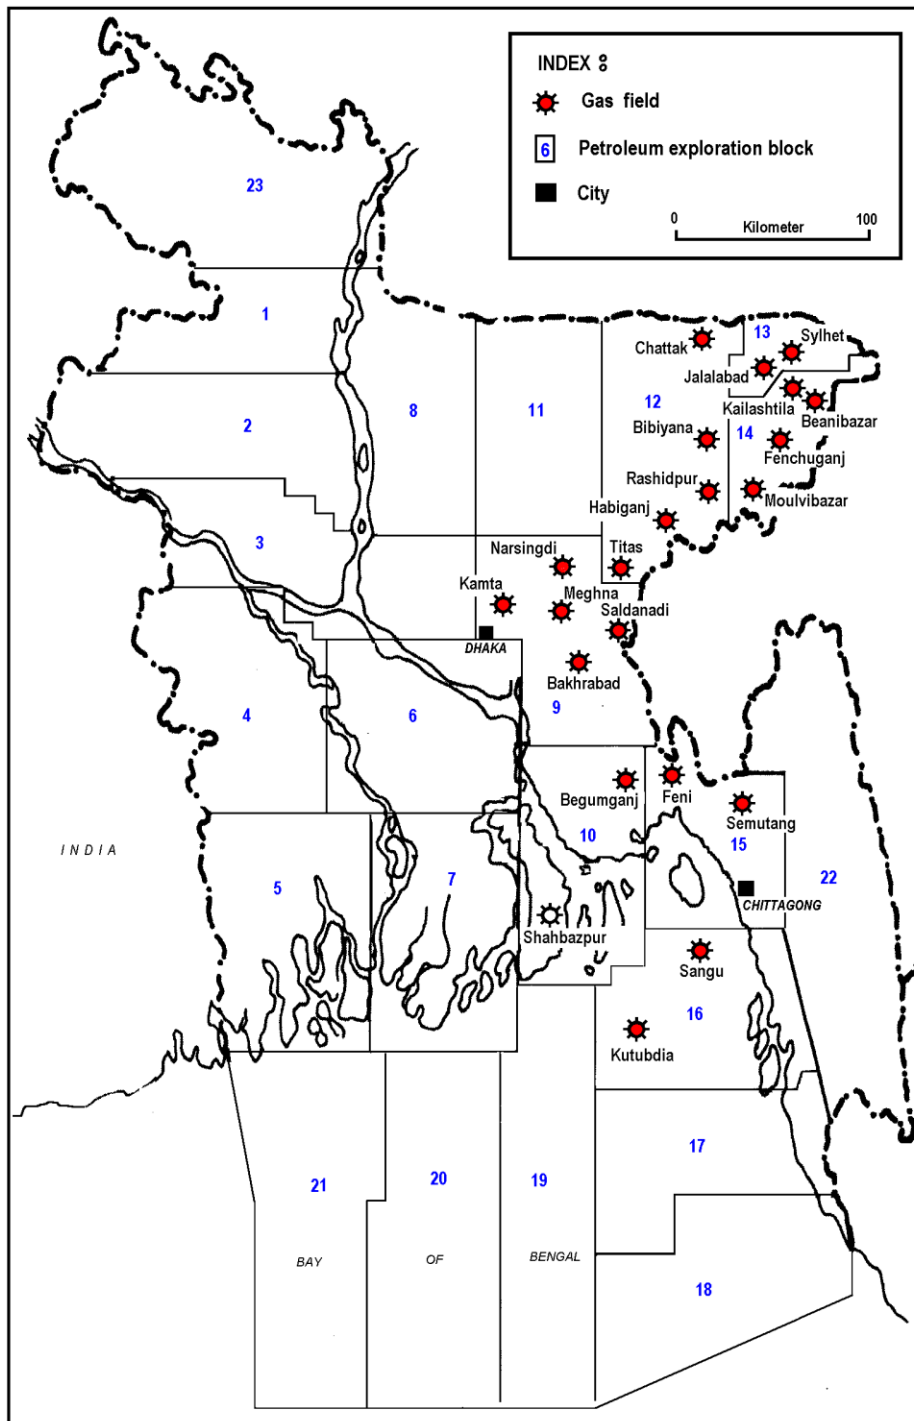 INDEX :
Gas field
6 Petroleum exploration block
City
0 100
Kilometer
23
1
13
Sylhet
Chattak
Jalalabad
8
11
12
Kailashtila
Beanibazar
2
Bibiyana
14
Fenchuganj
Rashidpur
Moulvibazar
Habiganj
3
Narsingdi
Titas
Kamta
Meghna
Saldanadi
DHAKA
Bakhrabad
4
6
9
Begumganj
Feni
Semutang
10
15
INDIA
5
7
22
CHITTAGONG
Shahbazpur
Sangu
16
Kutubdia
17
21
20
19
BAY
OF
BENGAL
18